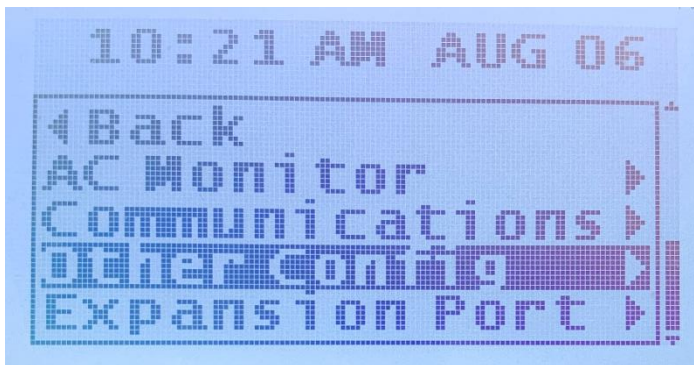 10:21 AM AUG 06
Back
AC Monitor
Communications
Other Config
Expansion Port